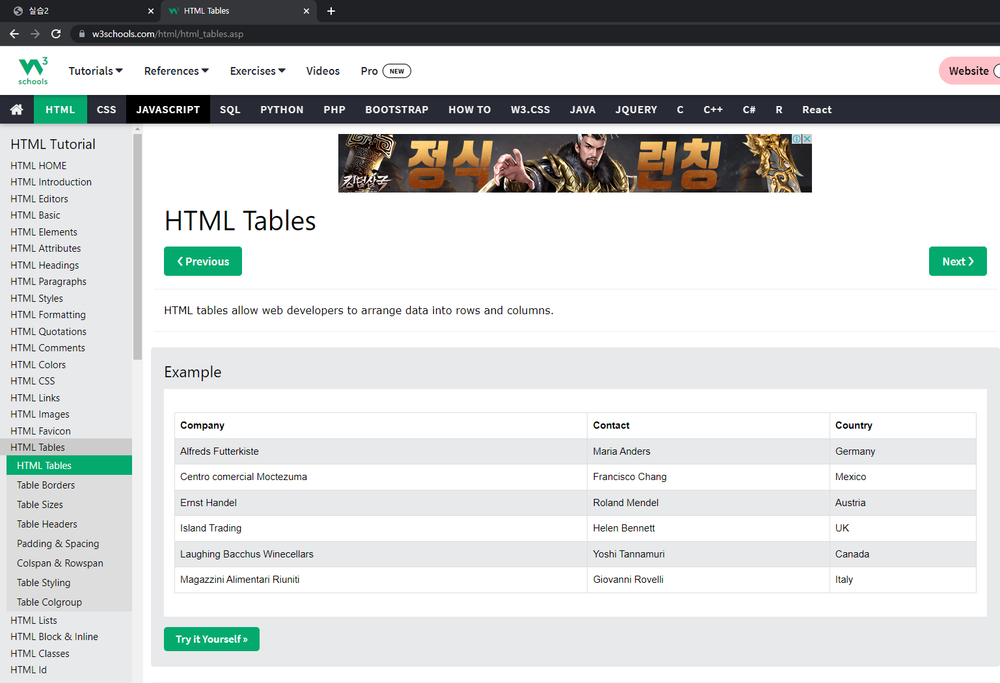 실습2
HTML Tables
w3schools.com/html/html_tables.asp
W3 schools
Tutorials
References
Exercises
Videos
Pro
NEW
Website
HTML
CSS
JAVASCRIPT
SQL
PYTHON
PHP
BOOTSTRAP
HOW TO
W3.CSS
JAVA
JQUERY
C
C++
C#
R
React
HTML Tutorial
HTML HOME
HTML Introduction
HTML Editors
HTML Basic
HTML Elements
HTML Attributes
HTML Headings
HTML Paragraphs
HTML Styles
HTML Formatting
HTML Quotations
HTML Comments
HTML Colors
HTML CSS
HTML Links
HTML Images
HTML Favicon
HTML Tables
HTML Tables
Table Borders
Table Sizes
Table Headers
Padding & Spacing
Colspan & Rowspan
Table Styling
Table Colgroup
HTML Lists
HTML Block & Inline
HTML Classes
HTML Id
킹덤삼국
정식 런칭
HTML Tables
❮ Previous
Next ❯
HTML tables allow web developers to arrange data into rows and columns.
Example
Company Contact Country
Alfreds Futterkiste Maria Anders Germany
Centro comercial Moctezuma Francisco Chang Mexico
Ernst Handel Roland Mendel Austria
Island Trading Helen Bennett UK
Laughing Bacchus Winecellars Yoshi Tannamuri Canada
Magazzini Alimentari Riuniti Giovanni Rovelli Italy
Try it Yourself »